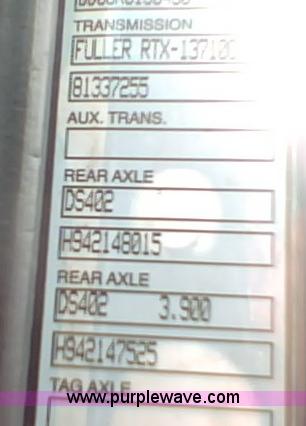 TRANSMISSION
FULLER RTX-13710C
81337255
AUX. TRANS.
REAR AXLE
DS402
H942148015
REAR AXLE
DS402 3.900
H942147525
TAG AXLE
www.purplewave.com